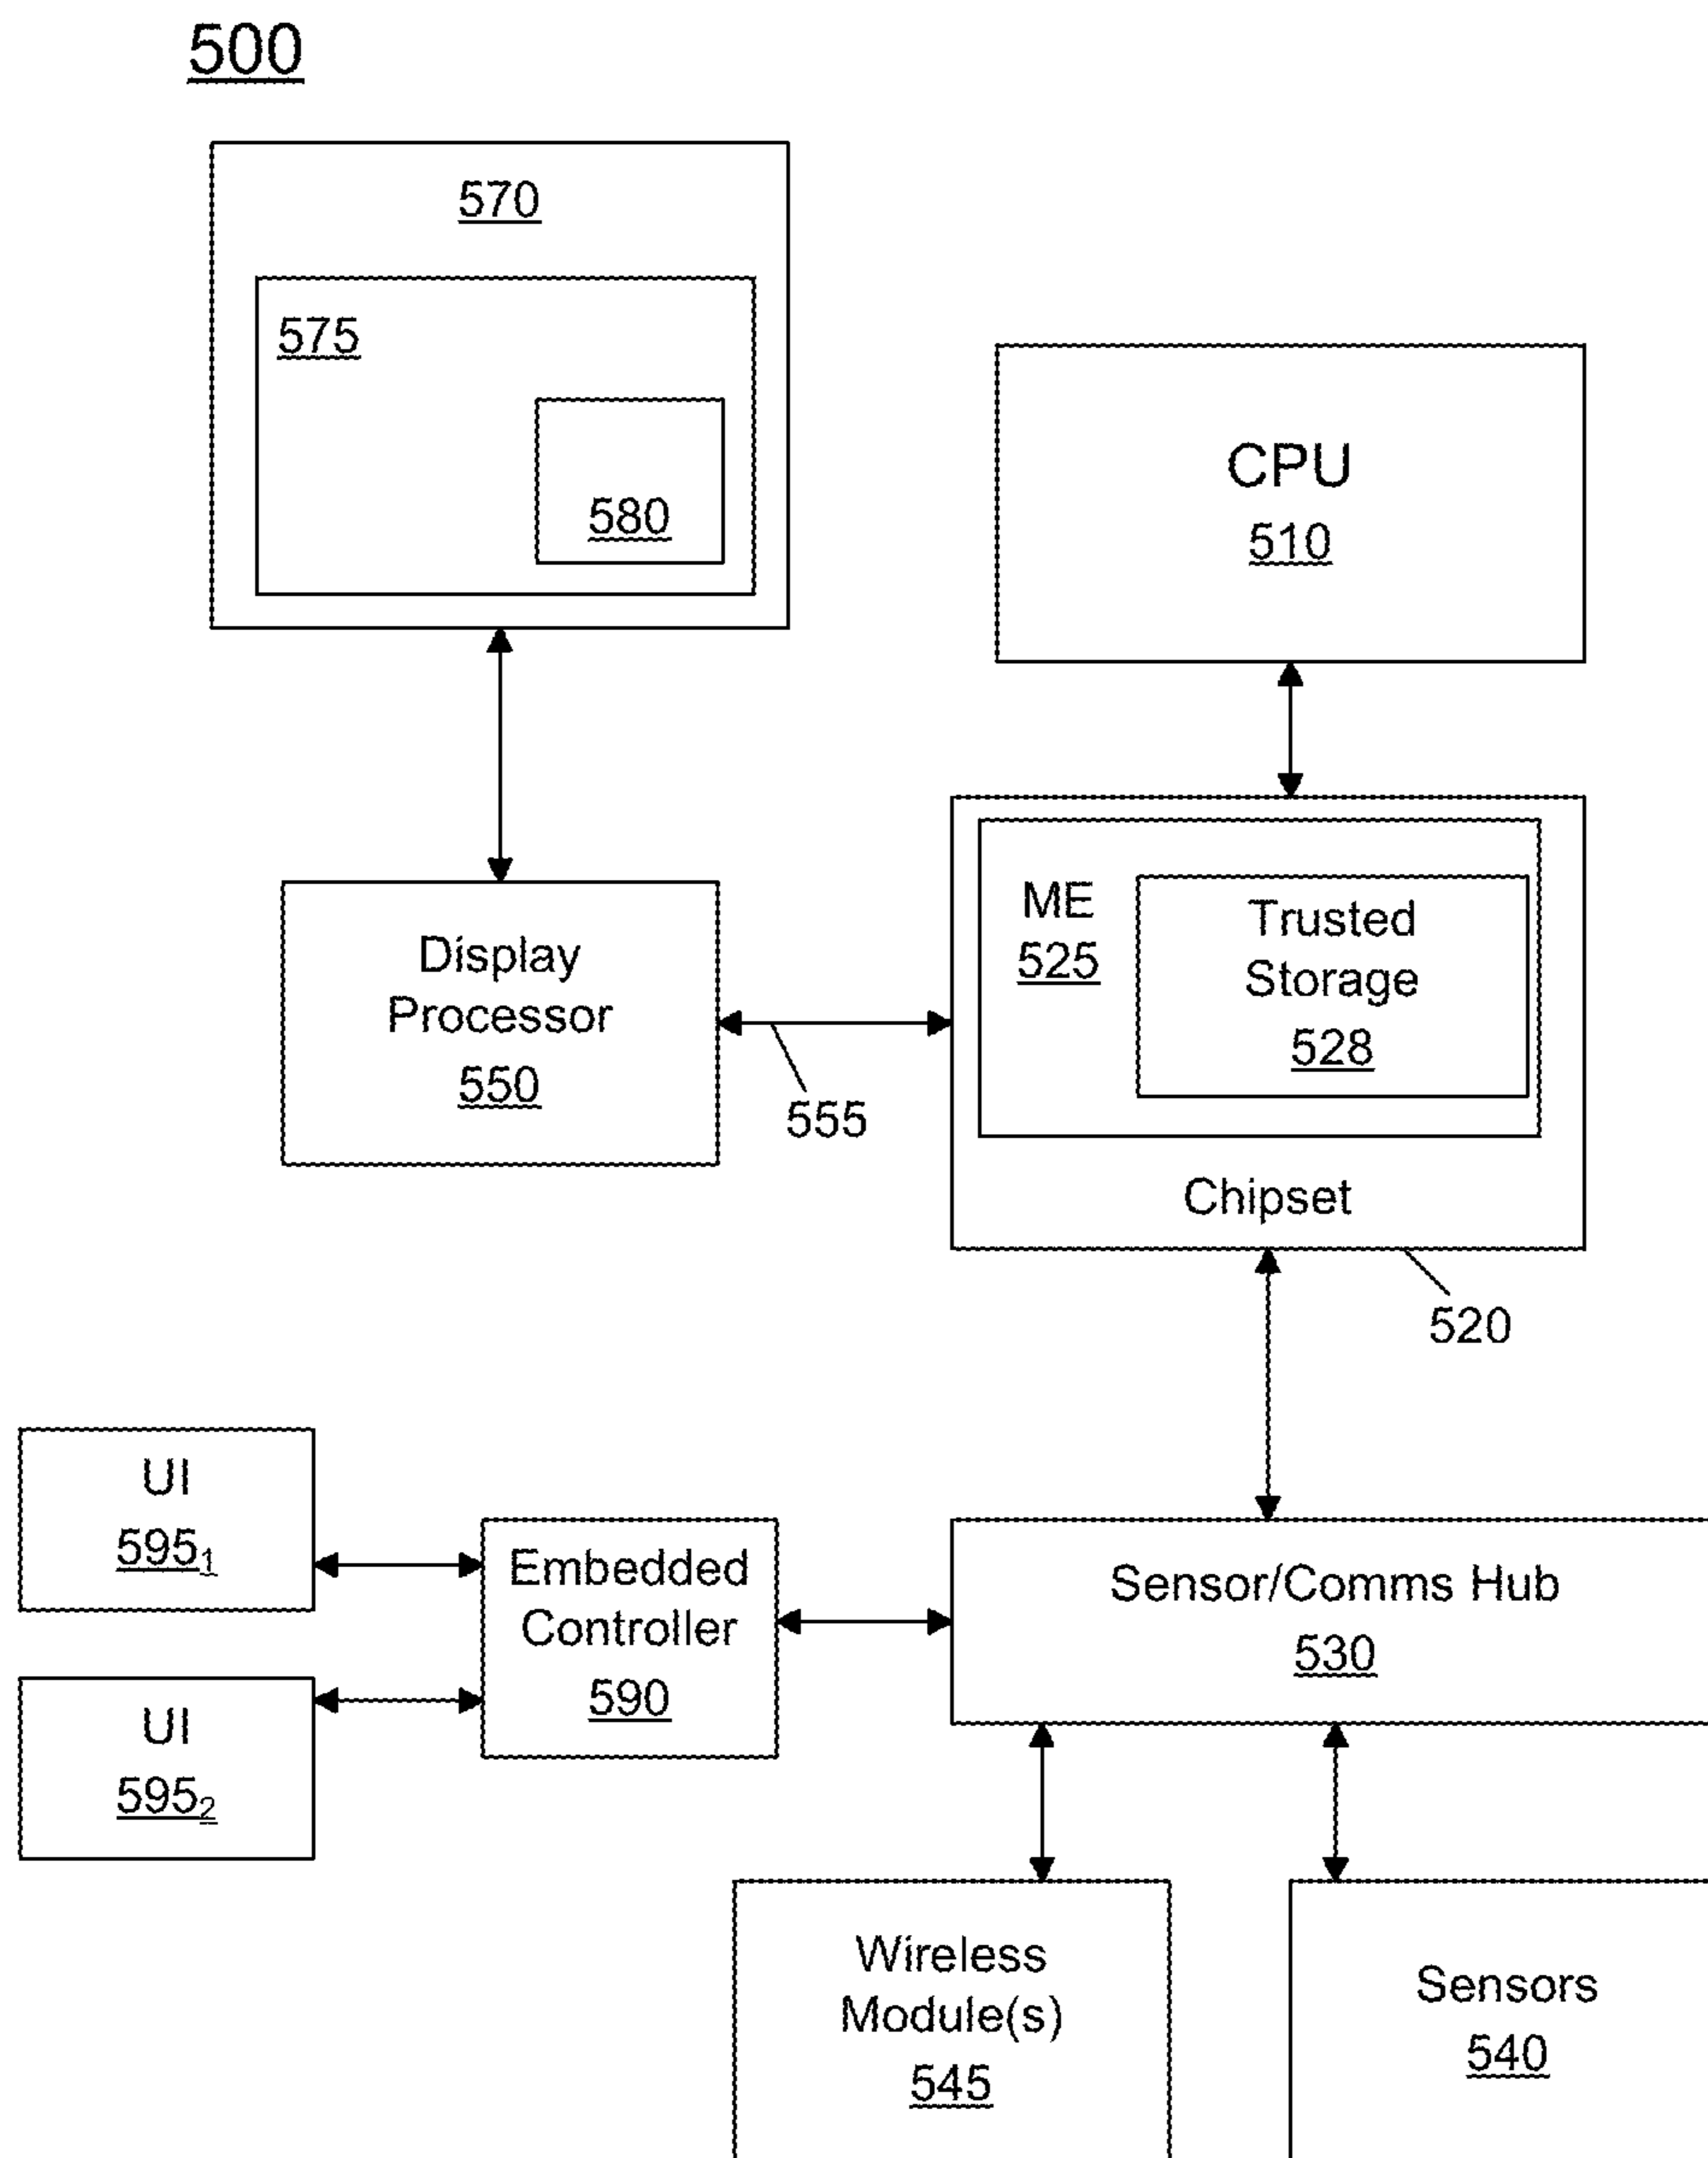 500
570
575
580
CPU
510
Display
Processor
550
555
ME
525
Trusted
Storage
528
Chipset
520
UI
595₁
UI
595₂
Embedded
Controller
590
Sensor/Comms Hub
530
Wireless
Module(s)
545
Sensors
540